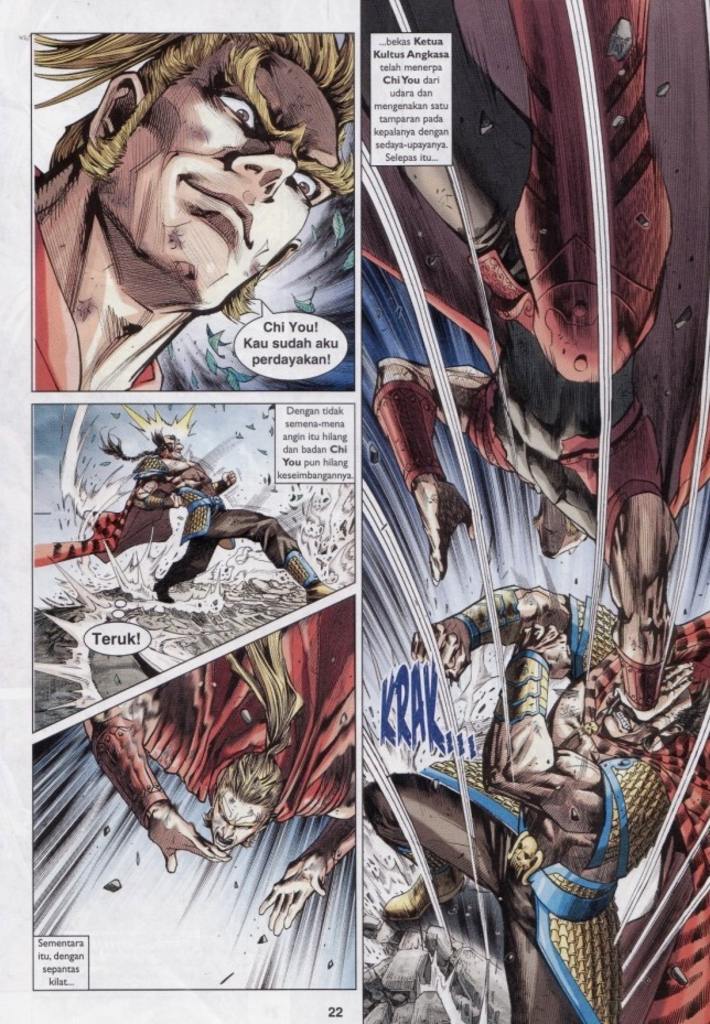 Chi You!
Kau sudah aku
perdayakan!
Dengan tidak
semena-mena
angin itu hilang
dan badan Chi
You pun hilang
keseimbangannya.
Teruk!
Sementara
itu, dengan
sepantas
kilat...
...bekas Ketua
Kultus Angkasa
telah menerpa
Chi You dari
udara dan
mengenakan satu
tamparan pada
kepalanya dengan
sedaya-upayanya.
Selepas itu...
KRAK...
22